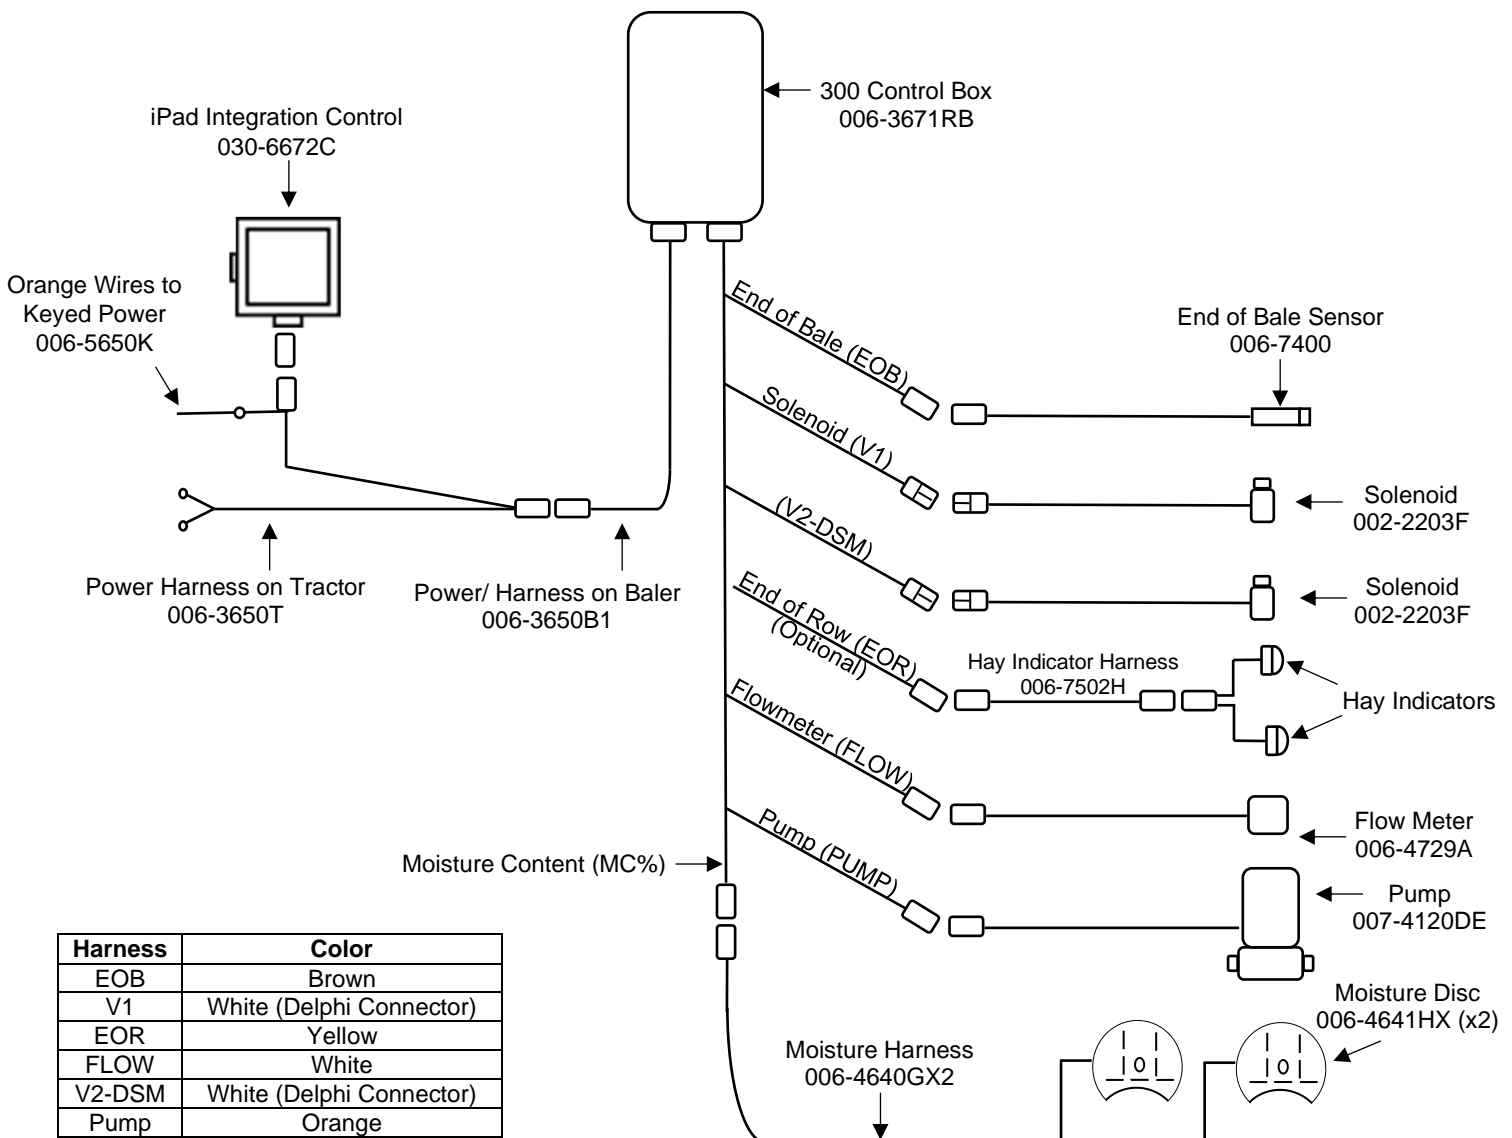 300 Control Box
006-3671RB
iPad Integration Control
030-6672C
Orange Wires to
Keyed Power
006-5650K
End of Bale (EOB)
End of Bale Sensor
006-7400
Solenoid (V1)
Solenoid
002-2203F
(V2-DSM)
Solenoid
002-2203F
Power Harness on Tractor
006-3650T
Power/ Harness on Baler
006-3650B1
End of Row (EOR)
(Optional)
Hay Indicator Harness
006-7502H
Hay Indicators
Flowmeter (FLOW)
Flow Meter
006-4729A
Pump (PUMP)
Moisture Content (MC%)
Pump
007-4120DE
Harness Color
EOB Brown
V1 White (Delphi Connector)
EOR Yellow
FLOW White
V2-DSM White (Delphi Connector)
Pump Orange
Moisture Disc
006-4641HX (x2)
Moisture Harness
006-4640GX2